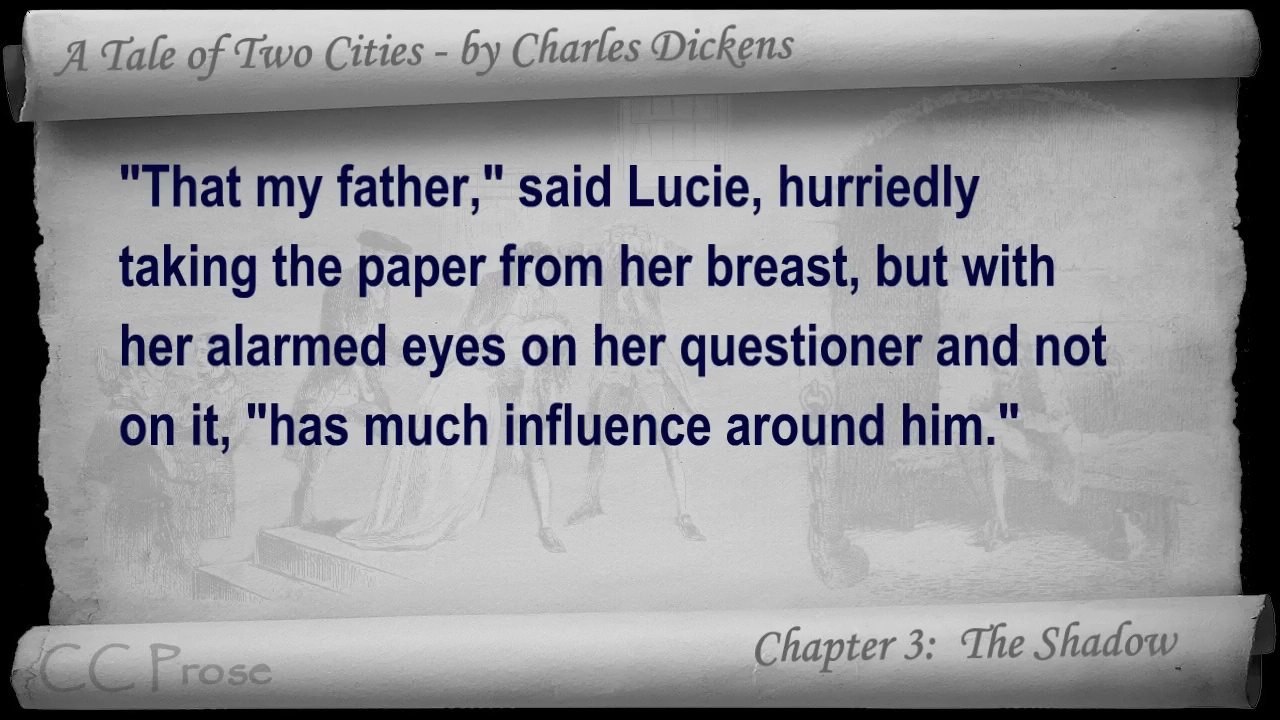 A Tale of Two Cities - by Charles Dickens
"That my father," said Lucie, hurriedly
taking the paper from her breast, but with
her alarmed eyes on her questioner and not
on it, "has much influence around him."
Chapter 3: The Shadow
CC Prose